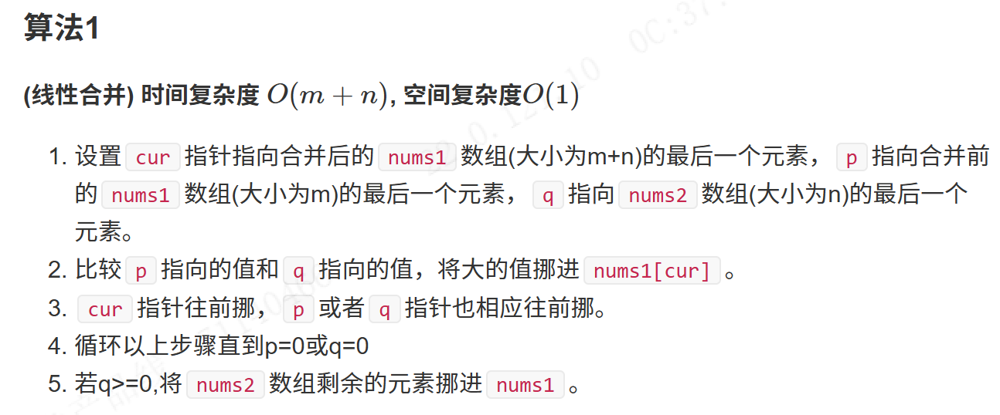 算法1
(线性合并) 时间复杂度 O(m + n), 空间复杂度O(1)
1. 设置 cur 指针指向合并后的 nums1 数组(大小为m+n)的最后一个元素， p 指向合并前
的 nums1 数组(大小为m)的最后一个元素， q 指向 nums2 数组(大小为n)的最后一个
元素。
2. 比较 p 指向的值和 q 指向的值，将大的值挪进 nums1[cur] 。
3. cur 指针往前挪， p 或者 q 指针也相应往前挪。
4. 循环以上步骤直到p=0或q=0
5. 若q>=0,将 nums2 数组剩余的元素挪进 nums1 。